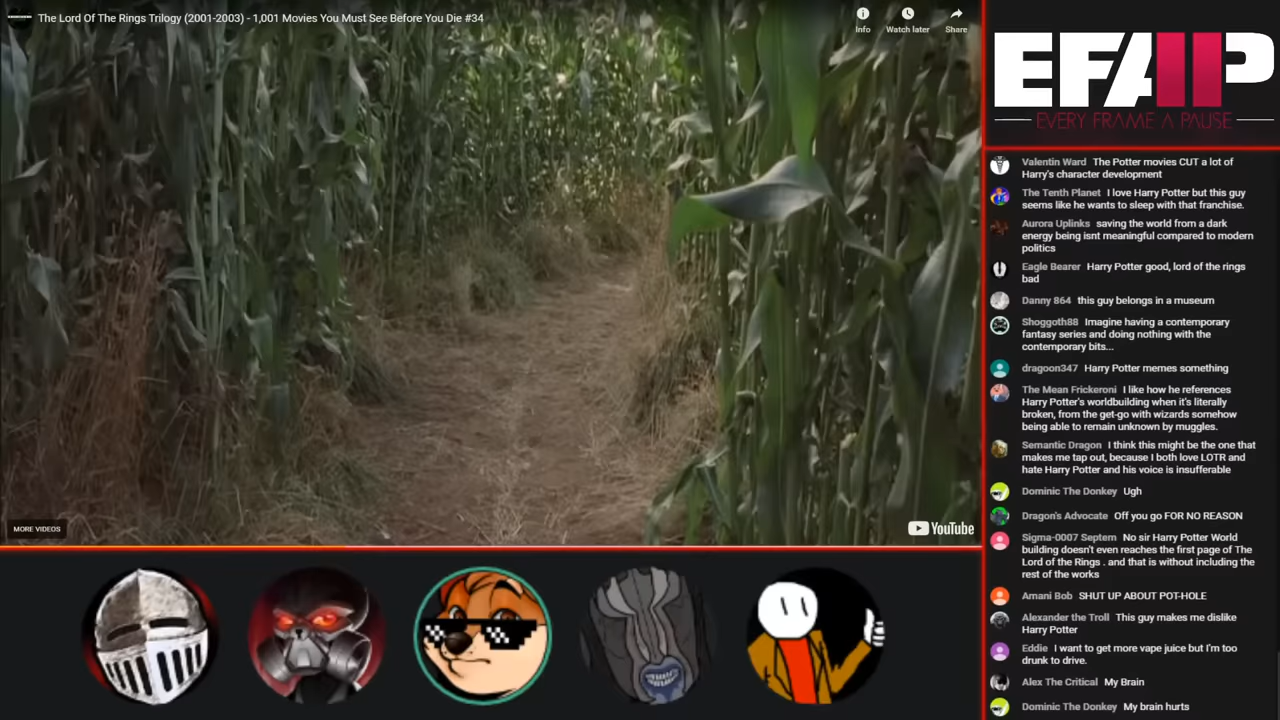 The Lord Of The Rings Trilogy (2001-2003) - 1,001 Movies You Must See Before You Die #34
Info
Watch later
Share
MORE VIDEOS
YouTube
EFAP
EVERY FRAME A PAUSE
Valentin Ward The Potter movies CUT a lot of
Harry's character development
The Tenth Planet I love Harry Potter but this guy
seems like he wants to sleep with that franchise.
Aurora Uplinks saving the world from a dark
energy being isnt meaningful compared to modern
politics
Eagle Bearer Harry Potter good, lord of the rings
bad
Danny 864 this guy belongs in a museum
Shoggoth88 Imagine having a contemporary
fantasy series and doing nothing with the
contemporary bits...
dragoon347 Harry Potter memes something
The Mean Frickeroni I like how he references
Harry Potter's worldbuilding when it's literally
broken, from the get-go with wizards somehow
being able to remain unknown by muggles.
Semantic Dragon I think this might be the one that
makes me tap out, because I both love LOTR and
hate Harry Potter and his voice is insufferable
Dominic The Donkey Ugh
Dragon's Advocate Off you go FOR NO REASON
Sigma-0007 Septem No sir Harry Potter World
building doesn't even reaches the first page of The
Lord of the Rings . and that is without including the
rest of the works
Amani Bob SHUT UP ABOUT POT-HOLE
Alexander the Troll This guy makes me dislike
Harry Potter
Eddie I want to get more vape juice but I'm too
drunk to drive.
Alex The Critical My Brain
Dominic The Donkey My brain hurts